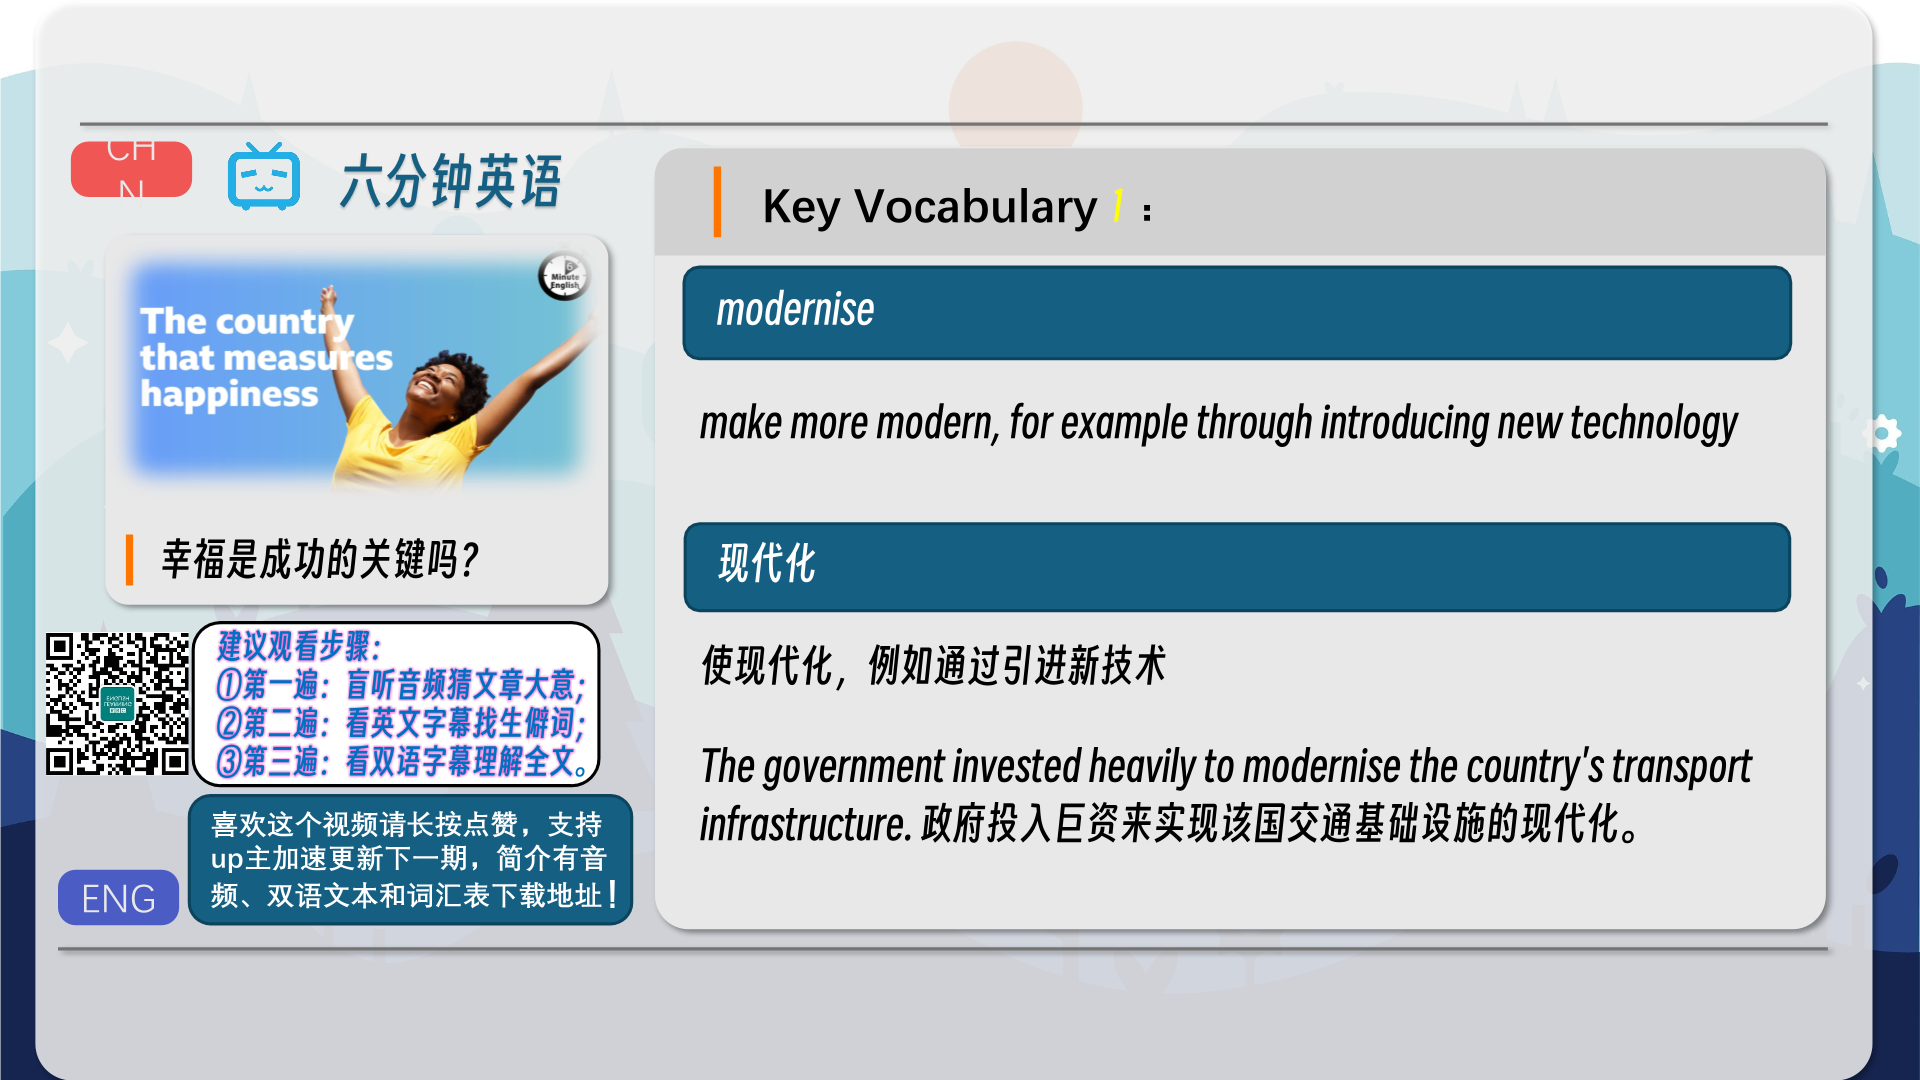 CH
N
六分钟英语
Minute
English
The country
that measures
happiness
幸福是成功的关键吗?
建议观看步骤：
①第一遍：盲听音频猜文章大意；
②第二遍：看英文字幕找生僻词；
③第三遍：看双语字幕理解全文。
喜欢这个视频请长按点赞，支持
up主加速更新下一期，简介有音
频、双语文本和词汇表下载地址！
ENG
Key Vocabulary 1：
modernise
make more modern, for example through introducing new technology
现代化
使现代化，例如通过引进新技术
The government invested heavily to modernise the country's transport
infrastructure. 政府投入巨资来实现该国交通基础设施的现代化。